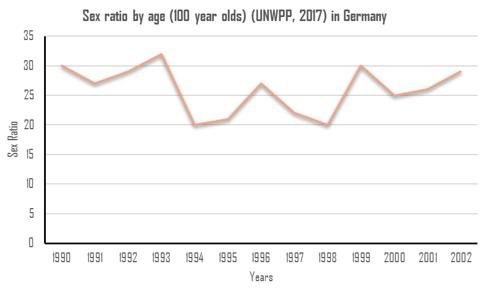 Sex ratio by age (100 year olds) (UNWPP, 2017) in Germany
35
30
25
20
15
10
5
0
Sex Ratio
1990 1991 1992 1993 1994 1995 1996 1997 1998 1999 2000 2001 2002
Years